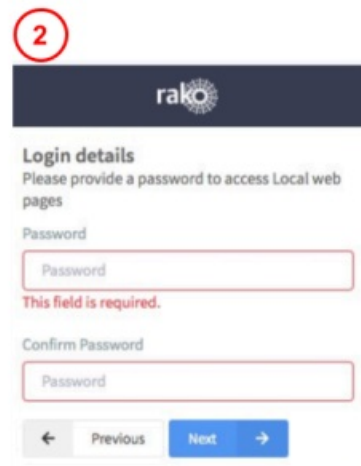 2
rako
Login details
Please provide a password to access Local web
pages
Password
Password
This field is required.
Confirm Password
Password
← Previous Next →